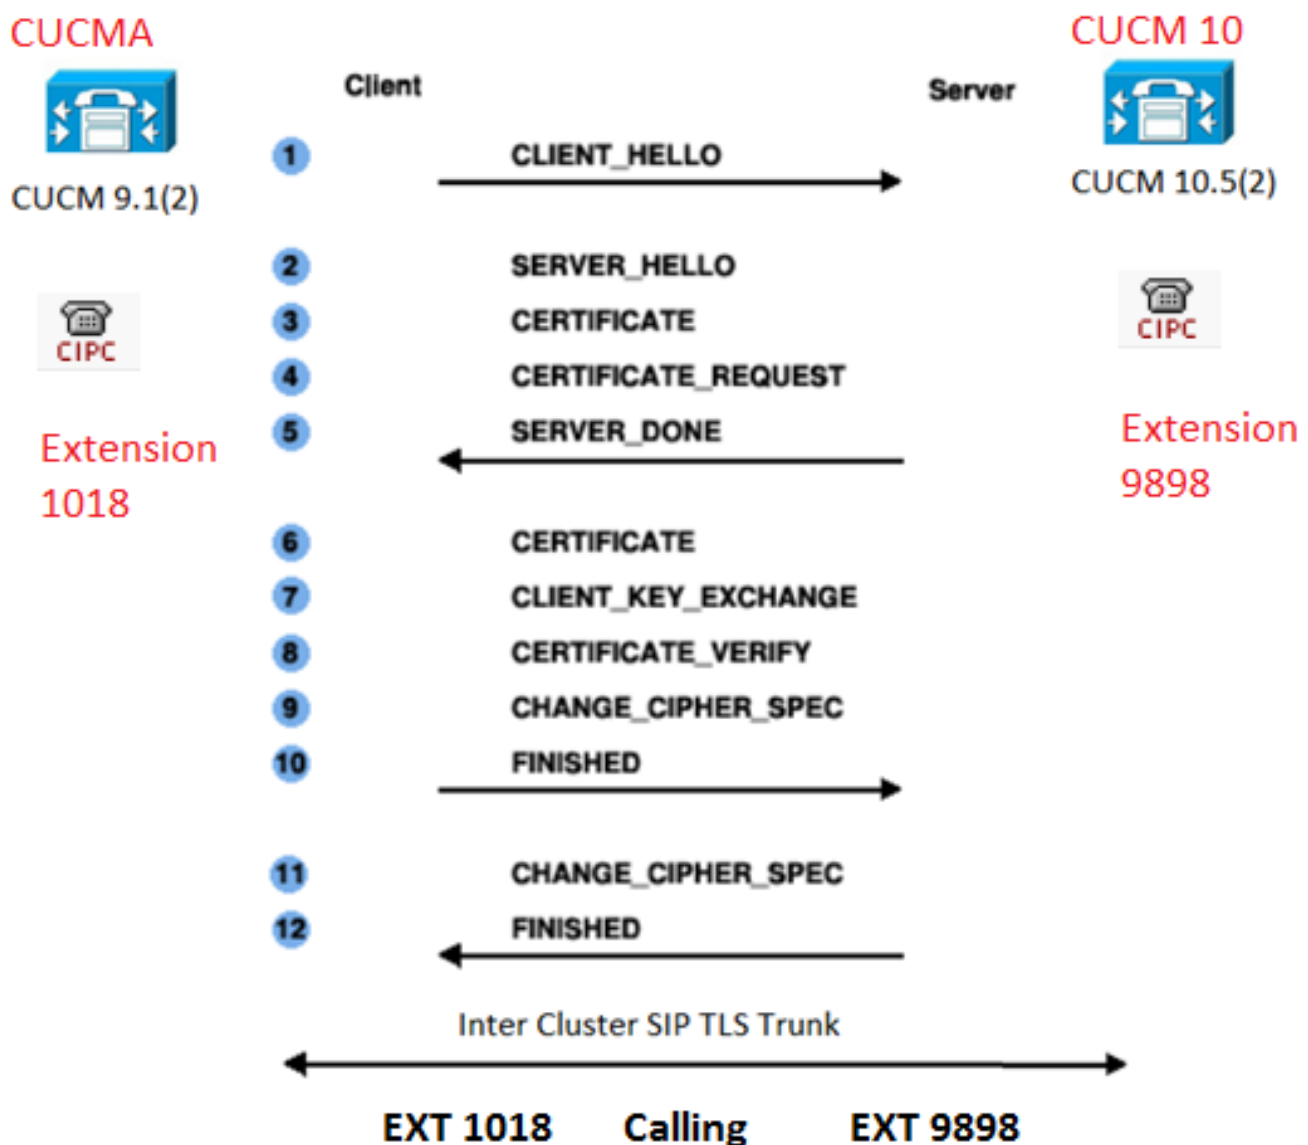 CUCMA
CUCM 10
Client
Server
1 CLIENT_HELLO
CUCM 9.1(2)
CUCM 10.5(2)
2 SERVER_HELLO
3 CERTIFICATE
CIPC
CIPC
4 CERTIFICATE_REQUEST
5 SERVER_DONE
Extension
1018
Extension
9898
6 CERTIFICATE
7 CLIENT_KEY_EXCHANGE
8 CERTIFICATE_VERIFY
9 CHANGE_CIPHER_SPEC
10 FINISHED
11 CHANGE_CIPHER_SPEC
12 FINISHED
Inter Cluster SIP TLS Trunk
EXT 1018 Calling EXT 9898